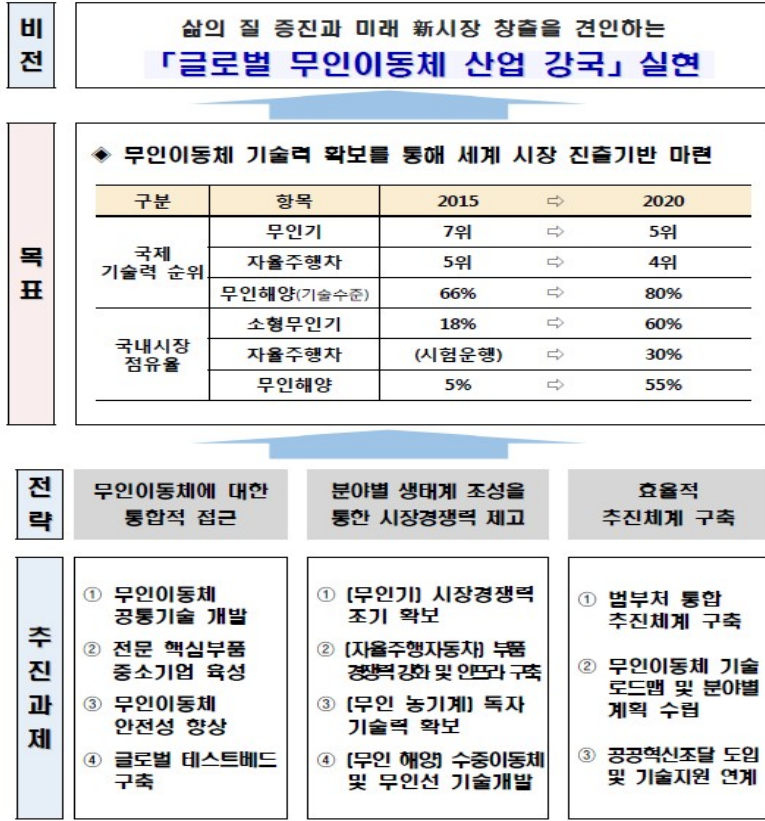 비전
삶의 질 증진과 미래 新시장 창출을 견인하는
「글로벌 무인이동체 산업 강국」 실현
목표
◈ 무인이동체 기술력 확보를 통해 세계 시장 진출기반 마련
구분 항목 2015 ⇨ 2020
국제 기술력 순위 무인기 7위 ⇨ 5위
자율주행차 5위 ⇨ 4위
무인해양(기술수준) 66% ⇨ 80%
국내시장 점유율 소형무인기 18% ⇨ 60%
자율주행차 (시험운행) ⇨ 30%
무인해양 5% ⇨ 55%
전략
무인이동체에 대한
통합적 접근
분야별 생태계 조성을
통한 시장경쟁력 제고
효율적
추진체계 구축
추진과제
① 무인이동체
공통기술 개발
② 전문 핵심부품
중소기업 육성
③ 무인이동체
안전성 향상
④ 글로벌 테스트베드
구축
① (무인기) 시장경쟁력
조기 확보
② (자율주행자동차) 부품
경쟁력 강화 및 인프라 구축
③ (무인 농기계) 독자
기술력 확보
④ (무인 해양) 수중이동체
및 무인선 기술개발
① 범부처 통합
추진체계 구축
② 무인이동체 기술
로드맵 및 분야별
계획 수립
③ 공공혁신조달 도입
및 기술지원 연계